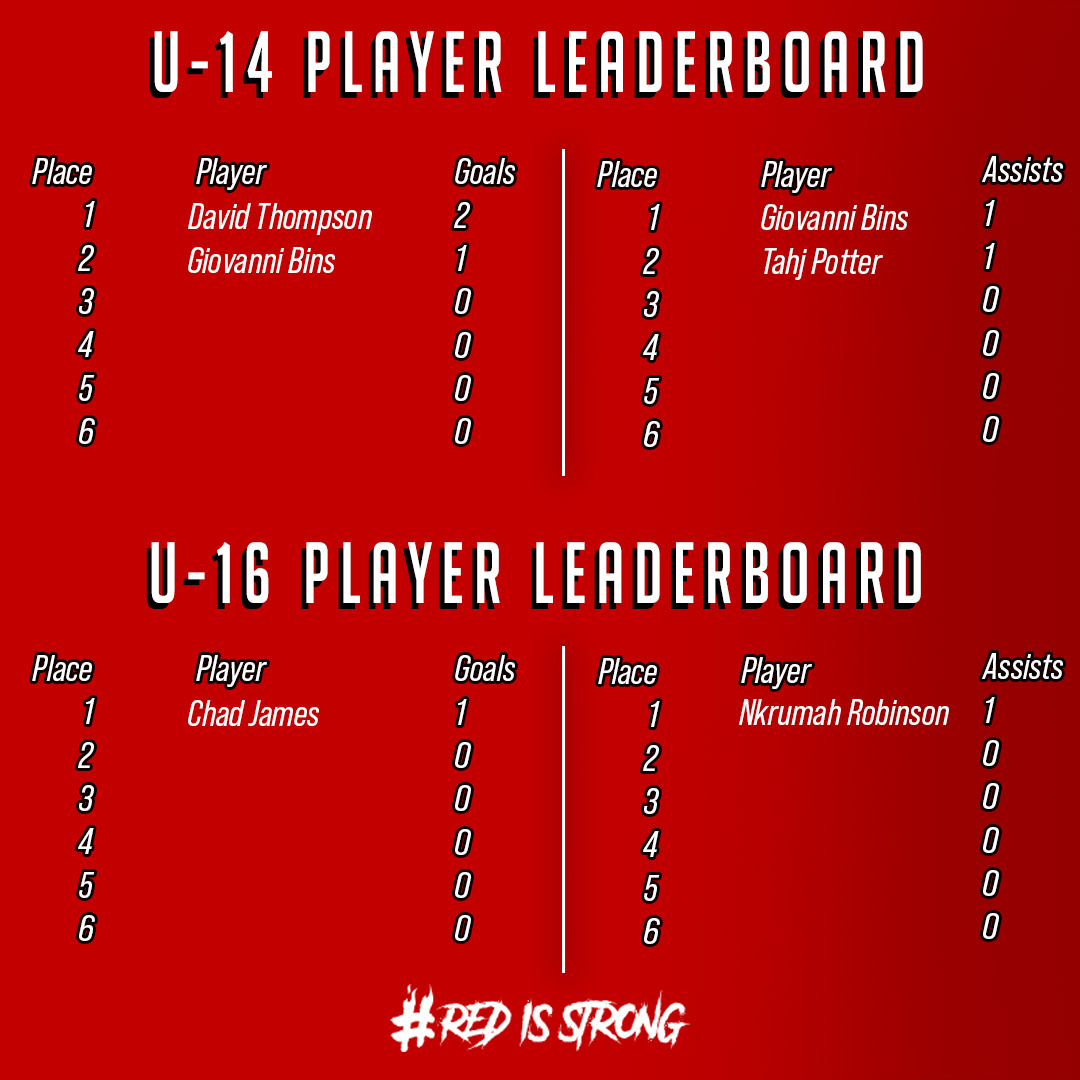 U-14 PLAYER LEADERBOARD
Place Player Goals
1 David Thompson 2
2 Giovanni Bins 1
3 0
4 0
5 0
6 0
Place Player Assists
1 Giovanni Bins 1
2 Tahj Potter 1
3 0
4 0
5 0
6 0
U-16 PLAYER LEADERBOARD
Place Player Goals
1 Chad James 1
2 0
3 0
4 0
5 0
6 0
Place Player Assists
1 Nkrumah Robinson 1
2 0
3 0
4 0
5 0
6 0
#RED IS STRONG